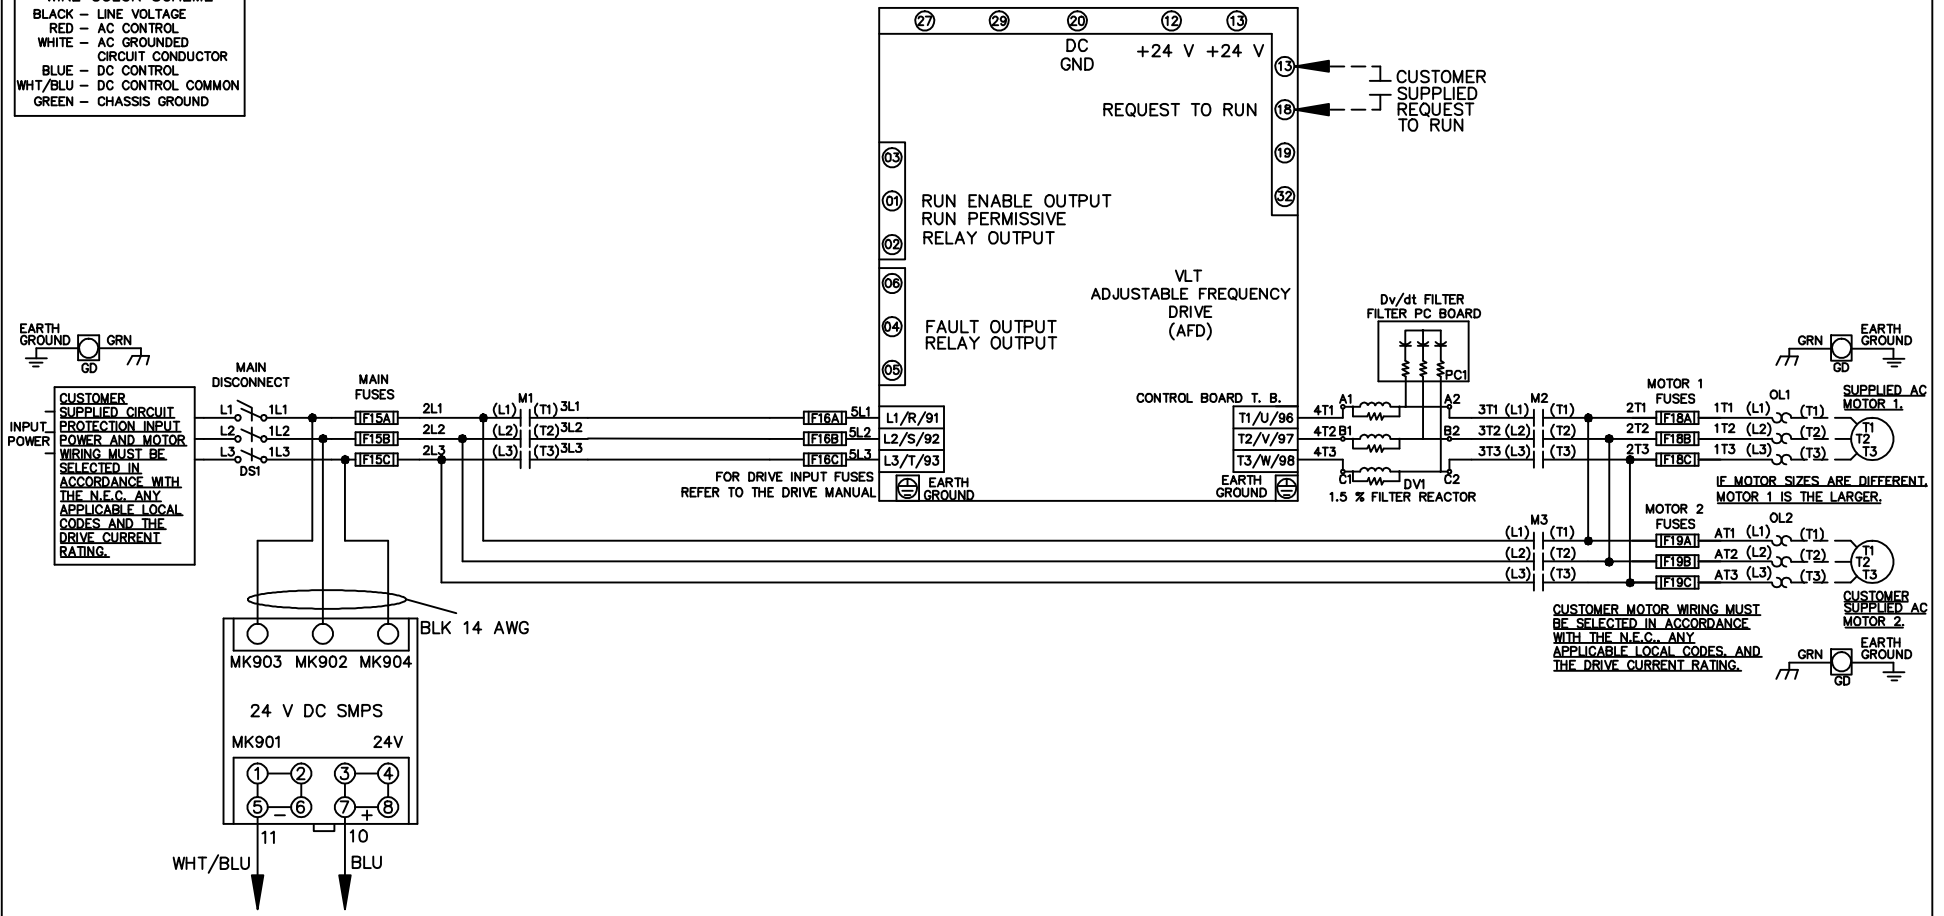 BLACK – LINE VOLTAGE
RED – AC CONTROL
WHITE – AC GROUNDED
CIRCUIT CONDUCTOR
BLUE – DC CONTROL
WHT/BLU – DC CONTROL COMMON
GREEN – CHASSIS GROUND
27 29 20 12 13
DC
GND
+24 V +24 V
13
18
19
32
REQUEST TO RUN
CUSTOMER
SUPPLIED
REQUEST
TO RUN
03
01
02
RUN ENABLE OUTPUT
RUN PERMISSIVE
RELAY OUTPUT
06
04
05
FAULT OUTPUT
RELAY OUTPUT
VLT
ADJUSTABLE FREQUENCY
DRIVE
(AFD)
CONTROL BOARD T. B.
L1/R/91
L2/S/92
L3/T/93
EARTH
GROUND
T1/U/96
T2/V/97
T3/W/98
EARTH
GROUND
EARTH
GROUND
GRN
GD
INPUT
POWER
CUSTOMER
SUPPLIED CIRCUIT
PROTECTION INPUT
POWER AND MOTOR
WIRING MUST BE
SELECTED IN
ACCORDANCE WITH
THE N.E.C. ANY
APPLICABLE LOCAL
CODES AND THE
DRIVE CURRENT
RATING.
MAIN
DISCONNECT
L1 1L1
L2 1L2
L3 1L3
DS1
MAIN
FUSES
F15A
F15B
F15C
2L1
2L2
2L3
M1
(L1) (T1) 3L1
(L2) (T2) 3L2
(L3) (T3) 3L3
F16A 5L1
F16B 5L2
F16C 5L3
FOR DRIVE INPUT FUSES
REFER TO THE DRIVE MANUAL
Dv/dt FILTER
FILTER PC BOARD
PC1
4T1 A1 A2
4T2 B1 B2
4T3 C1 C2
DV1
1.5 % FILTER REACTOR
M2
3T1 (L1) (T1)
3T2 (L2) (T2)
3T3 (L3) (T3)
2T1
2T2
2T3
MOTOR 1
FUSES
F18A
F18B
F18C
OL1
1T1 (L1) (T1)
1T2 (L2) (T2)
1T3 (L3) (T3)
T1
T2
T3
GRN
EARTH
GROUND
GD
SUPPLIED AC
MOTOR 1.
IF MOTOR SIZES ARE DIFFERENT,
MOTOR 1 IS THE LARGER.
M3
(L1) (T1)
(L2) (T2)
(L3) (T3)
MOTOR 2
FUSES
F19A
F19B
F19C
OL2
AT1 (L1) (T1)
AT2 (L2) (T2)
AT3 (L3) (T3)
T1
T2
T3
CUSTOMER
SUPPLIED AC
MOTOR 2.
CUSTOMER MOTOR WIRING MUST
BE SELECTED IN ACCORDANCE
WITH THE N.E.C., ANY
APPLICABLE LOCAL CODES, AND
THE DRIVE CURRENT RATING.
GRN
EARTH
GROUND
GD
BLK 14 AWG
MK903 MK902 MK904
24 V DC SMPS
MK901 24V
1 2 3 4
5 – 6 7 + 8
11 10
WHT/BLU BLU